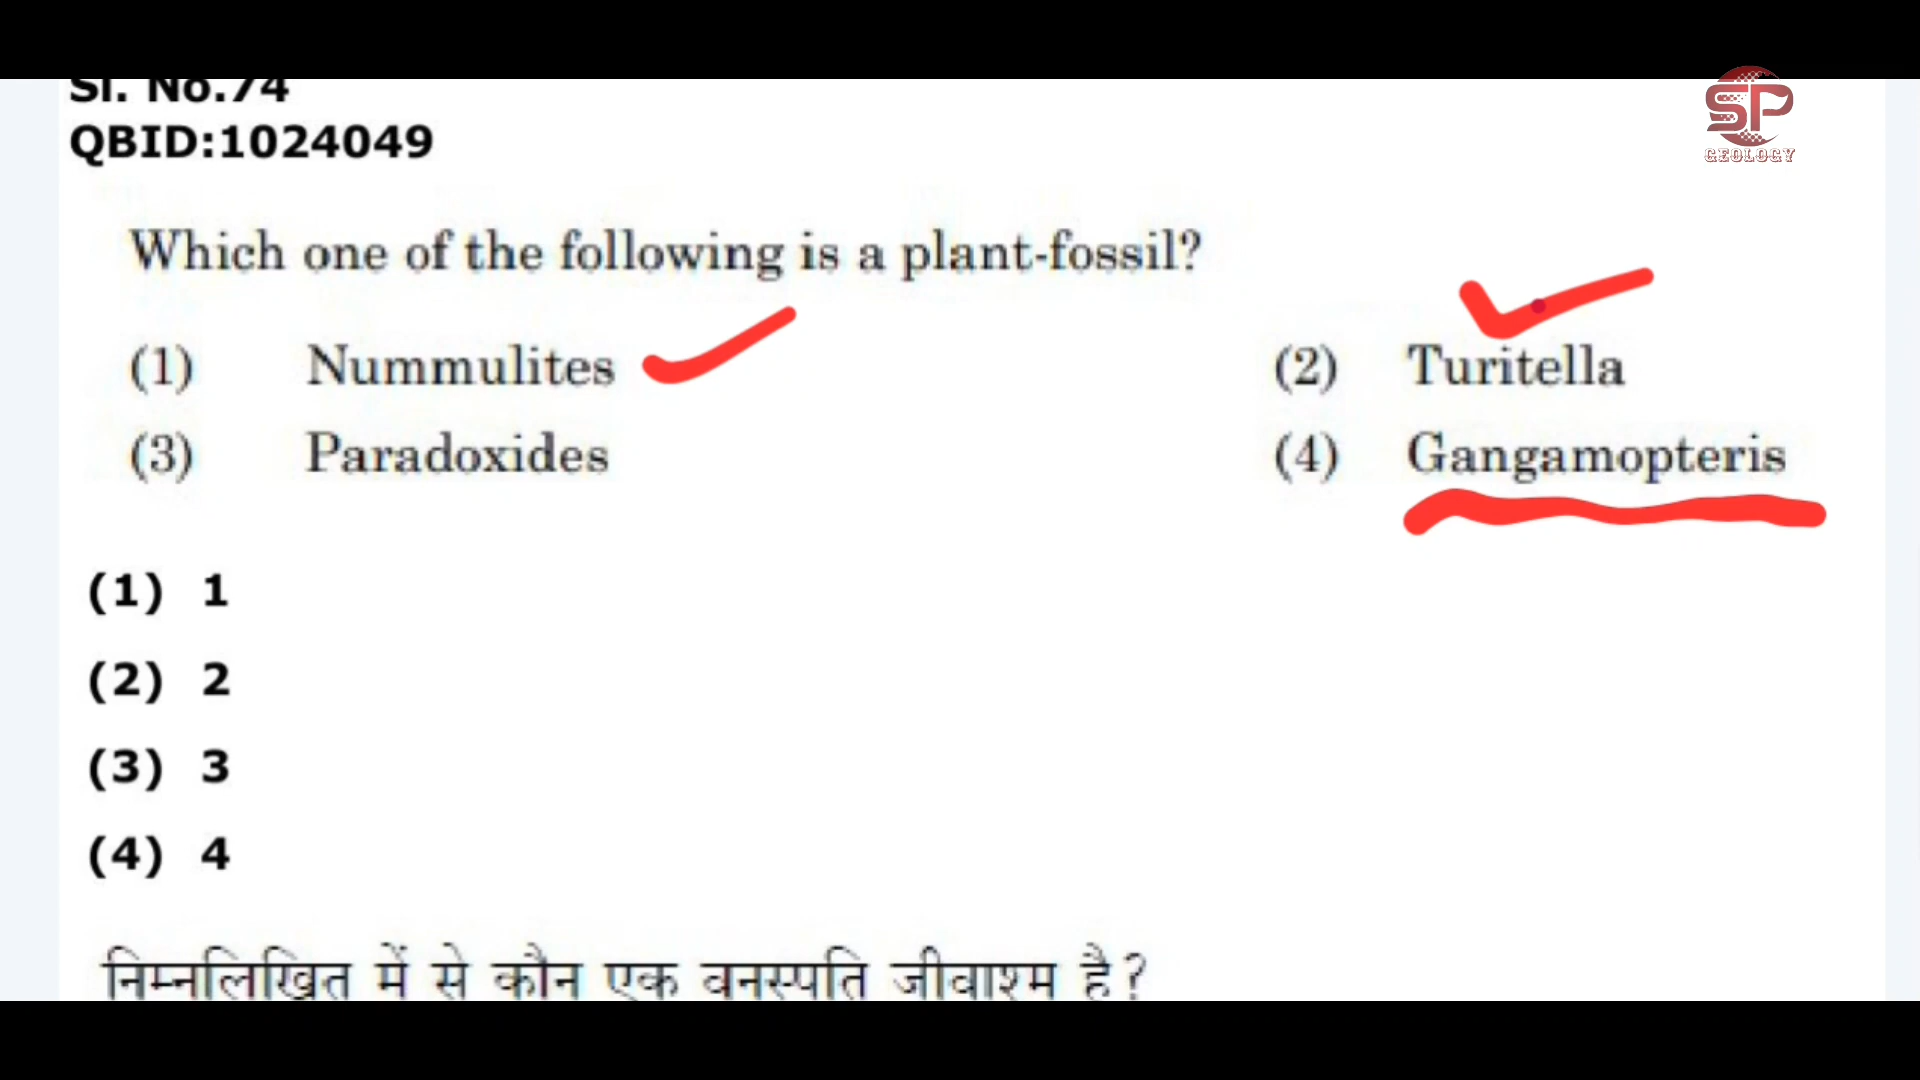 Sl. No.74
QBID:1024049
SP
GEOLOGY
Which one of the following is a plant-fossil?
(1) Nummulites (2) Turitella
(3) Paradoxides (4) Gangamopteris
(1) 1
(2) 2
(3) 3
(4) 4
निम्नलिखित में से कौन एक वनस्पति जीवाश्म है?